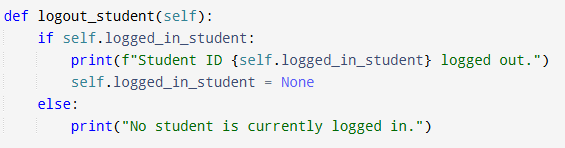 def logout_student(self):
    if self.logged_in_student:
        print(f"Student ID {self.logged_in_student} logged out.")
        self.logged_in_student = None
    else:
        print("No student is currently logged in.")